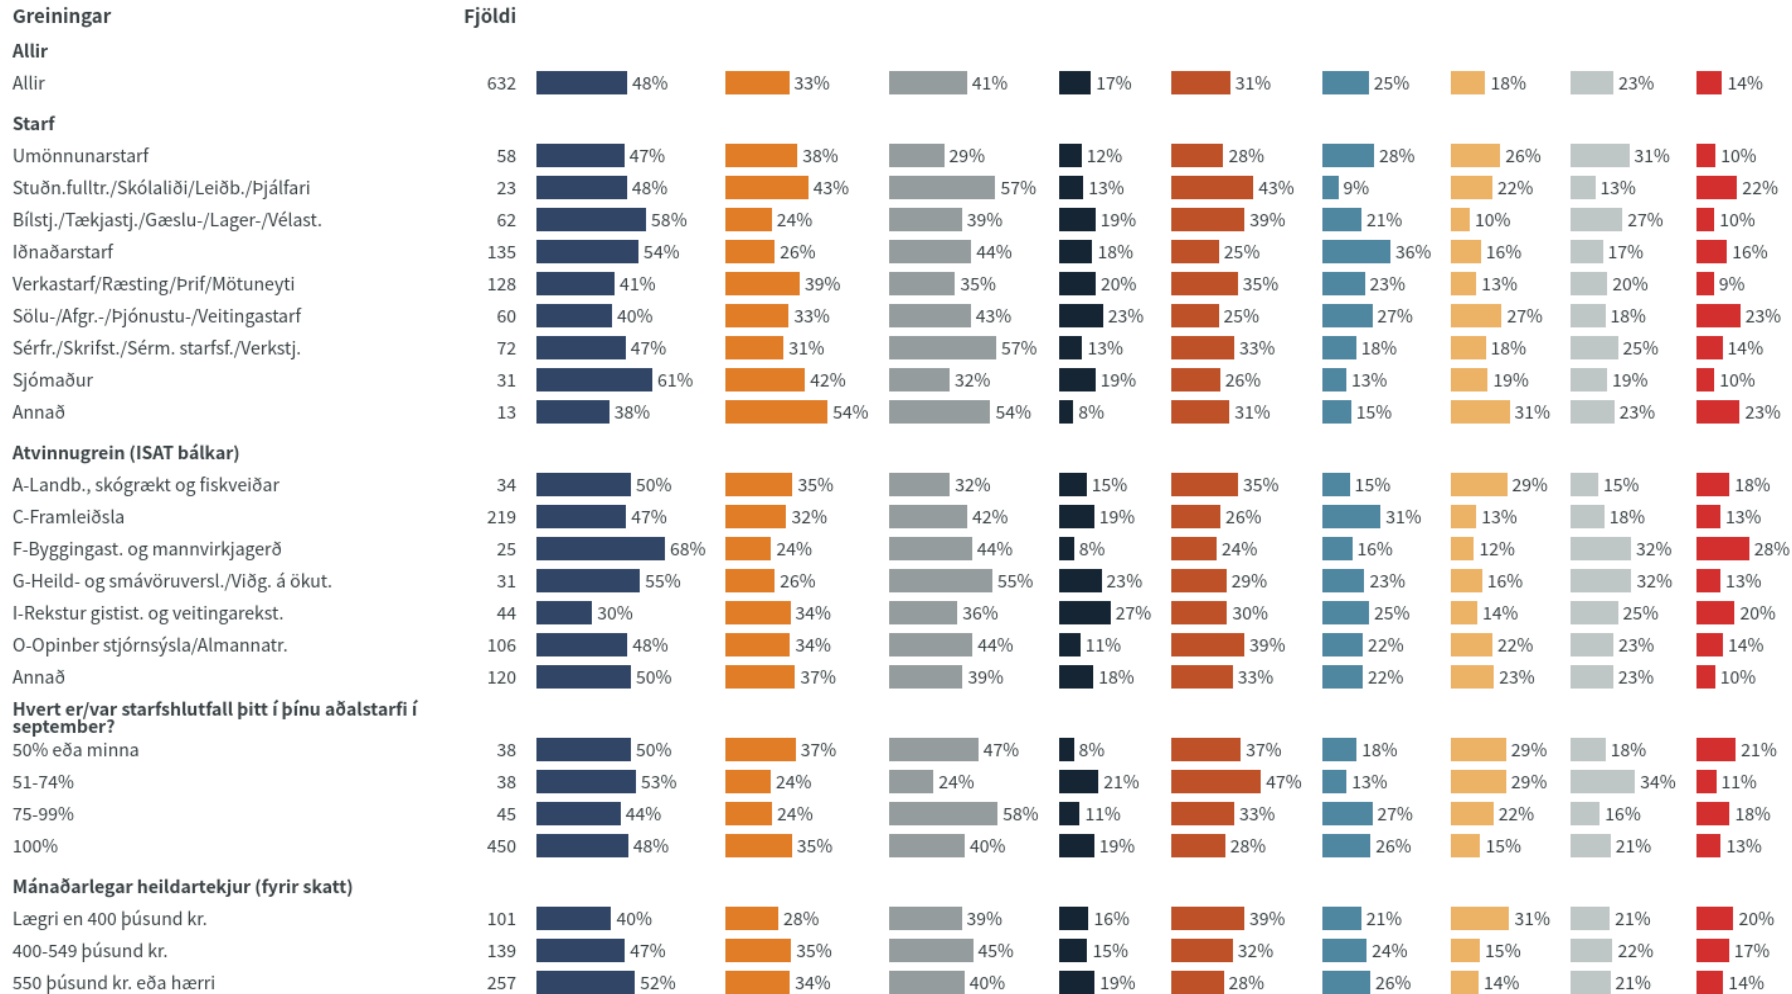 Greiningar Fjöldi
Allir
Allir 632 48% 33% 41% 17% 31% 25% 18% 23% 14%
Starf
Umönnunarstarf 58 47% 38% 29% 12% 28% 28% 26% 31% 10%
Stuðn.fulltr./Skólaliði/Leiðb./Þjálfari 23 48% 43% 57% 13% 43% 9% 22% 13% 22%
Bílstj./Tækjastj./Gæslu-/Lager-/Vélast. 62 58% 24% 39% 19% 39% 21% 10% 27% 10%
Iðnaðarstarf 135 54% 26% 44% 18% 25% 36% 16% 17% 16%
Verkastarf/Ræsting/Þrif/Mötuneyti 128 41% 39% 35% 20% 35% 23% 13% 20% 9%
Sölu-/Afgr.-/Þjónustu-/Veitingastarf 60 40% 33% 43% 23% 25% 27% 27% 18% 23%
Sérfr./Skrifst./Sérm. starfsf./Verkstj. 72 47% 31% 57% 13% 33% 18% 18% 25% 14%
Sjómaður 31 61% 42% 32% 19% 26% 13% 19% 19% 10%
Annað 13 38% 54% 54% 8% 31% 15% 31% 23% 23%
Atvinnugrein (ISAT bálkar)
A-Landb., skógrækt og fiskveiðar 34 50% 35% 32% 15% 35% 15% 29% 15% 18%
C-Framleiðsla 219 47% 32% 42% 19% 26% 31% 13% 18% 13%
F-Byggingast. og mannvirkjagerð 25 68% 24% 44% 8% 24% 16% 12% 32% 28%
G-Heild- og smávöruversl./Viðg. á ökut. 31 55% 26% 55% 23% 29% 23% 16% 32% 13%
I-Rekstur gistist. og veitingarekst. 44 30% 34% 36% 27% 30% 25% 14% 25% 20%
O-Opinber stjórnsýsla/Almannatr. 106 48% 34% 44% 11% 39% 22% 22% 23% 14%
Annað 120 50% 37% 39% 18% 33% 22% 23% 23% 10%
Hvert er/var starfshlutfall þitt í þínu aðalstarfi í
september?
50% eða minna 38 50% 37% 47% 8% 37% 18% 29% 18% 21%
51-74% 38 53% 24% 24% 21% 47% 13% 29% 34% 11%
75-99% 45 44% 24% 58% 11% 33% 27% 22% 16% 18%
100% 450 48% 35% 40% 19% 28% 26% 15% 21% 13%
Mánaðarlegar heildartekjur (fyrir skatt)
Lægri en 400 þúsund kr. 101 40% 28% 39% 16% 39% 21% 31% 21% 20%
400-549 þúsund kr. 139 47% 35% 45% 15% 32% 24% 15% 22% 17%
550 þúsund kr. eða hærri 257 52% 34% 40% 19% 28% 26% 14% 21% 14%